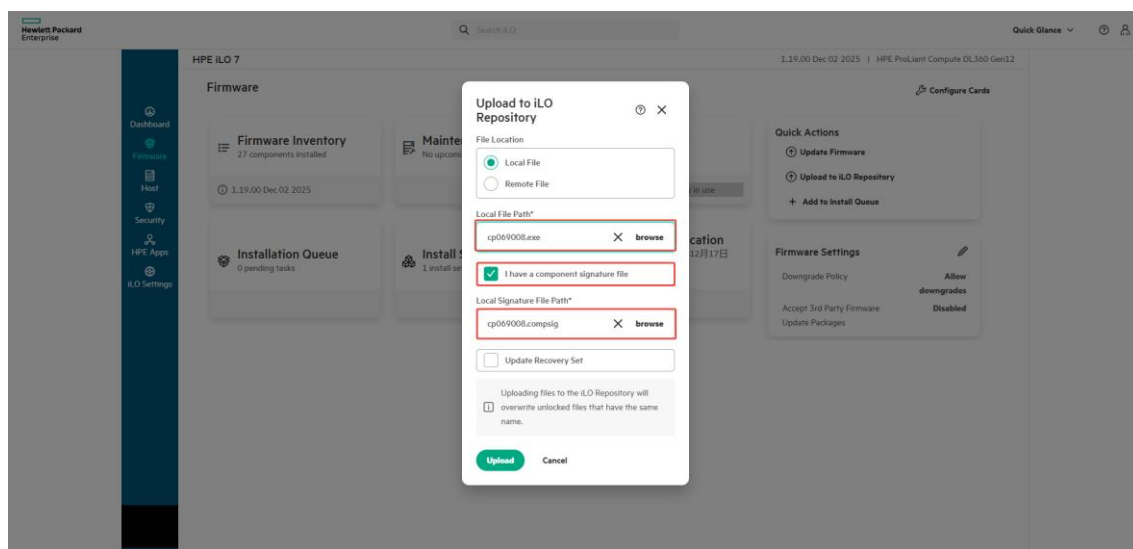 Hewlett Packard
Enterprise
Search iLO
Quick Glance
HPE iLO 7
1.19.00 Dec 02 2025 | HPE ProLiant Compute DL360 Gen12
Firmware
Configure Cards
Dashboard
Firmware
Host
Security
HPE Apps
iLO Settings
Firmware Inventory
27 components installed
1.19.00 Dec 02 2025
Mainte
No upcomi
in use
Installation Queue
0 pending tasks
Install S
1 install se
cation
12月17日
Upload to iLO
Repository
File Location
Local File
Remote File
Local File Path*
cp069008.exe
browse
I have a component signature file
Local Signature File Path*
cp069008.compsig
browse
Update Recovery Set
Uploading files to the iLO Repository will
overwrite unlocked files that have the same
name.
Upload
Cancel
Quick Actions
Update Firmware
Upload to iLO Repository
+ Add to Install Queue
Firmware Settings
Downgrade Policy
Allow
downgrades
Accept 3rd Party Firmware
Update Packages
Disabled